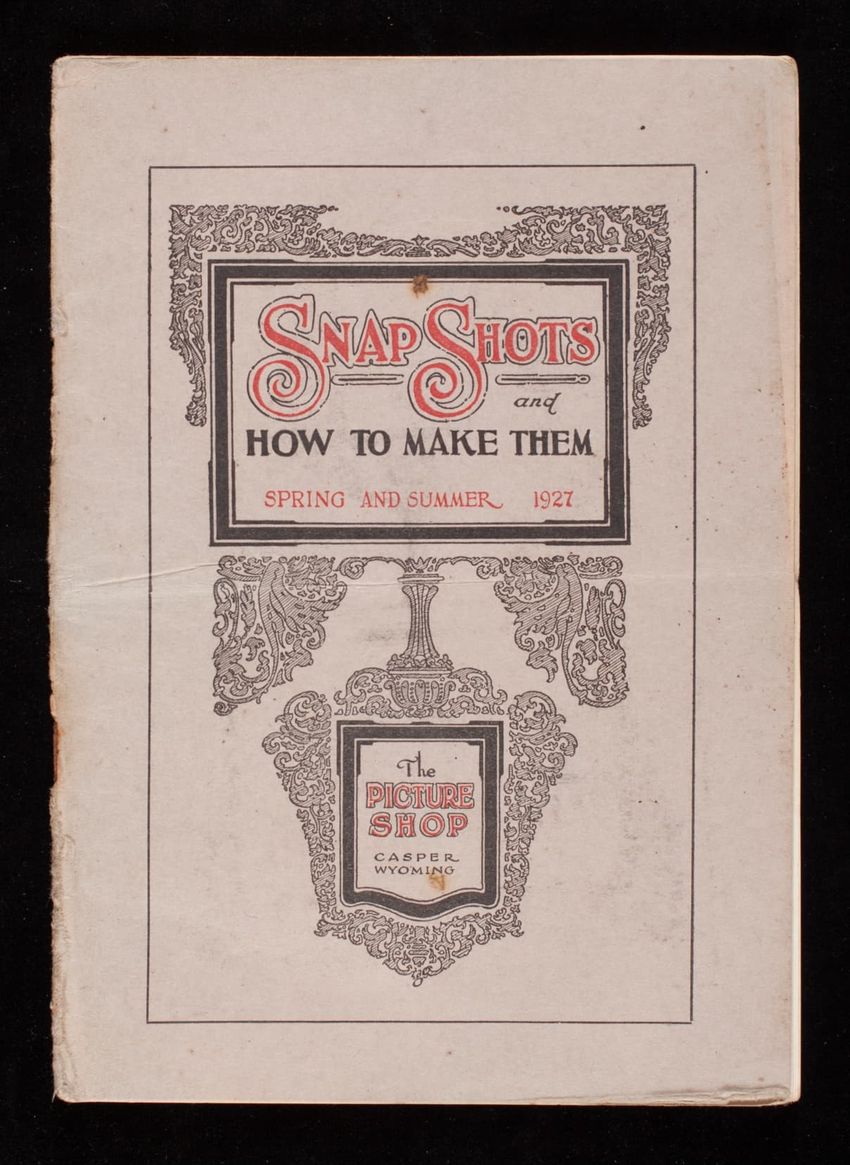 SNAP SHOTS
and
HOW TO MAKE THEM
SPRING AND SUMMER 1927
The
PICTURE
SHOP
CASPER
WYOMING